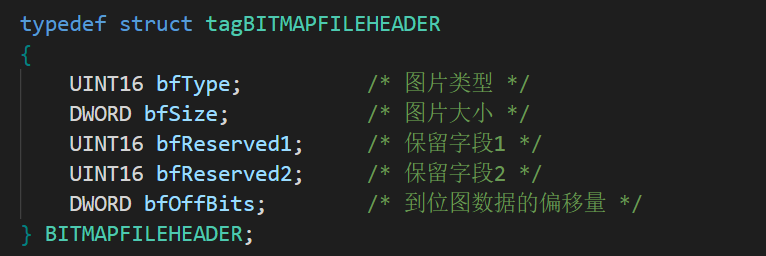 typedef struct tagBITMAPFILEHEADER
{
    UINT16 bfType;          /* 图片类型 */
    DWORD bfSize;           /* 图片大小 */
    UINT16 bfReserved1;     /* 保留字段1 */
    UINT16 bfReserved2;     /* 保留字段2 */
    DWORD bfOffBits;        /* 到位图数据的偏移量 */
} BITMAPFILEHEADER;